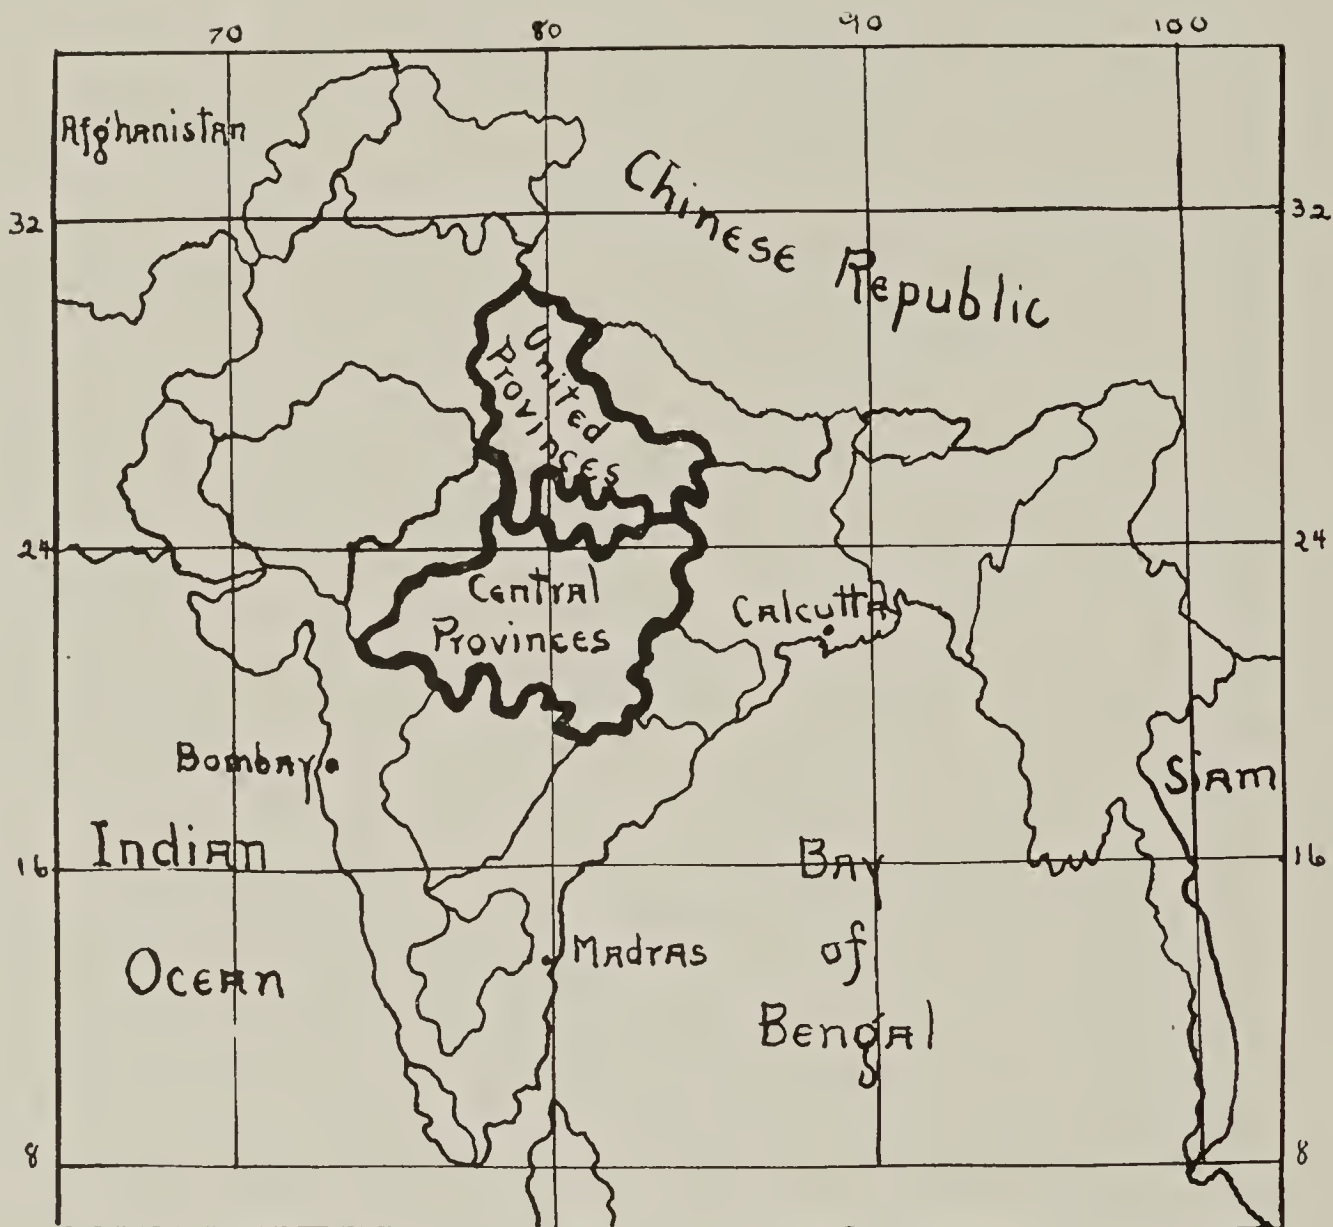 70 80 90 100
Afghanistan
Chinese
Republic
32 32
United
Provinces
24 24
Central
Provinces
Calcutta
Bombay
Siam
Indian
Ocean
16 16
Bay
of
Bengal
Madras
8 8